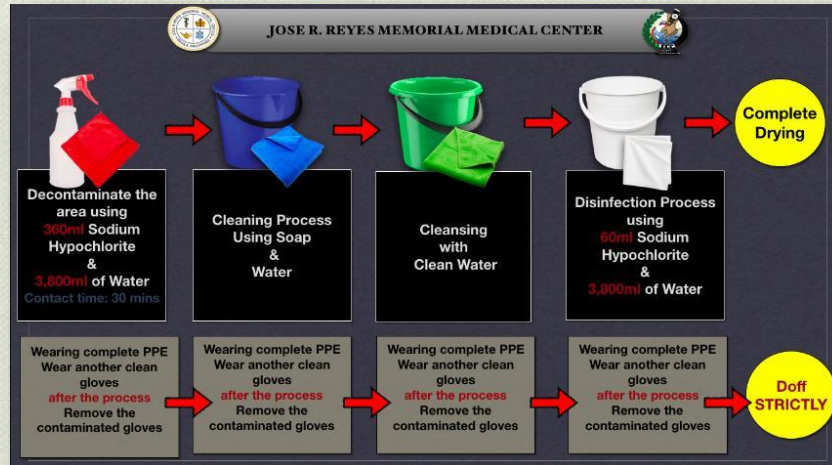 JOSE R. REYES MEMORIAL MEDICAL CENTER
Decontaminate the
area using
360ml Sodium
Hypochlorite
&
3,800ml of Water
Contact time: 30 mins
Cleaning Process
Using Soap
&
Water
Cleansing
with
Clean Water
Disinfection Process
using
60ml Sodium
Hypochlorite
&
3,800ml of Water
Complete
Drying
Wearing complete PPE
Wear another clean
gloves
after the process
Remove the
contaminated gloves
Wearing complete PPE
Wear another clean
gloves
after the process
Remove the
contaminated gloves
Wearing complete PPE
Wear another clean
gloves
after the process
Remove the
contaminated gloves
Wearing complete PPE
Wear another clean
gloves
after the process
Remove the
contaminated gloves
Doff
STRICTLY